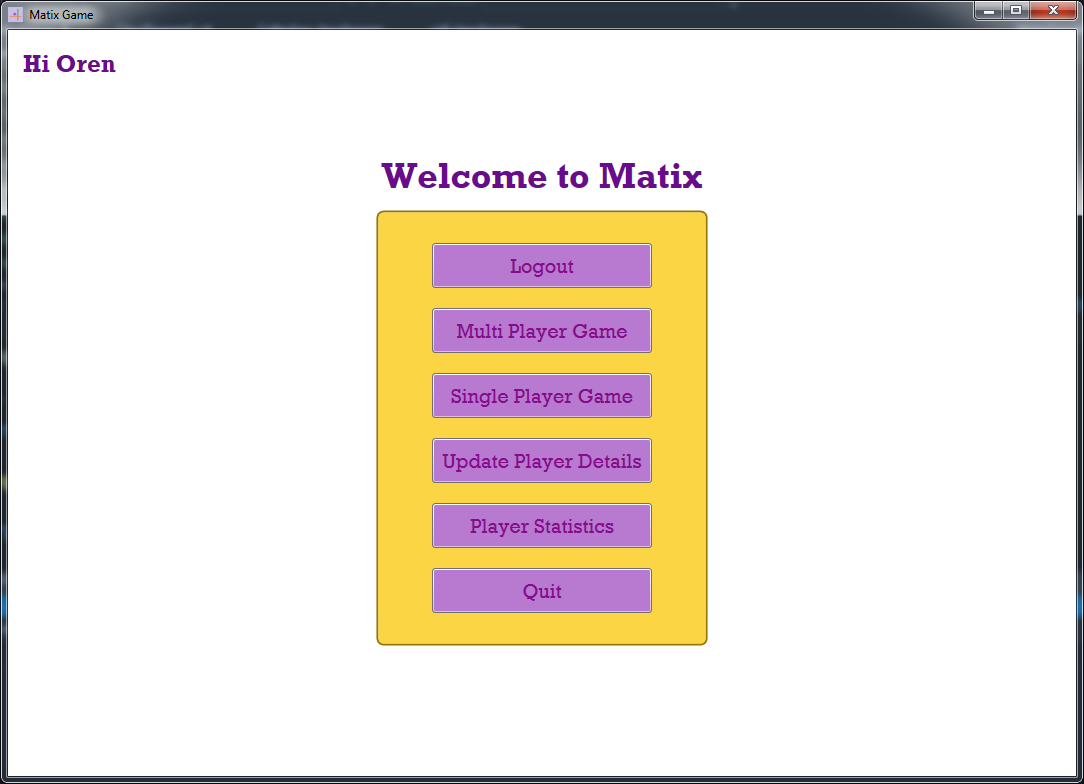 Matix Game
Hi Oren
Welcome to Matix
Logout
Multi Player Game
Single Player Game
Update Player Details
Player Statistics
Quit